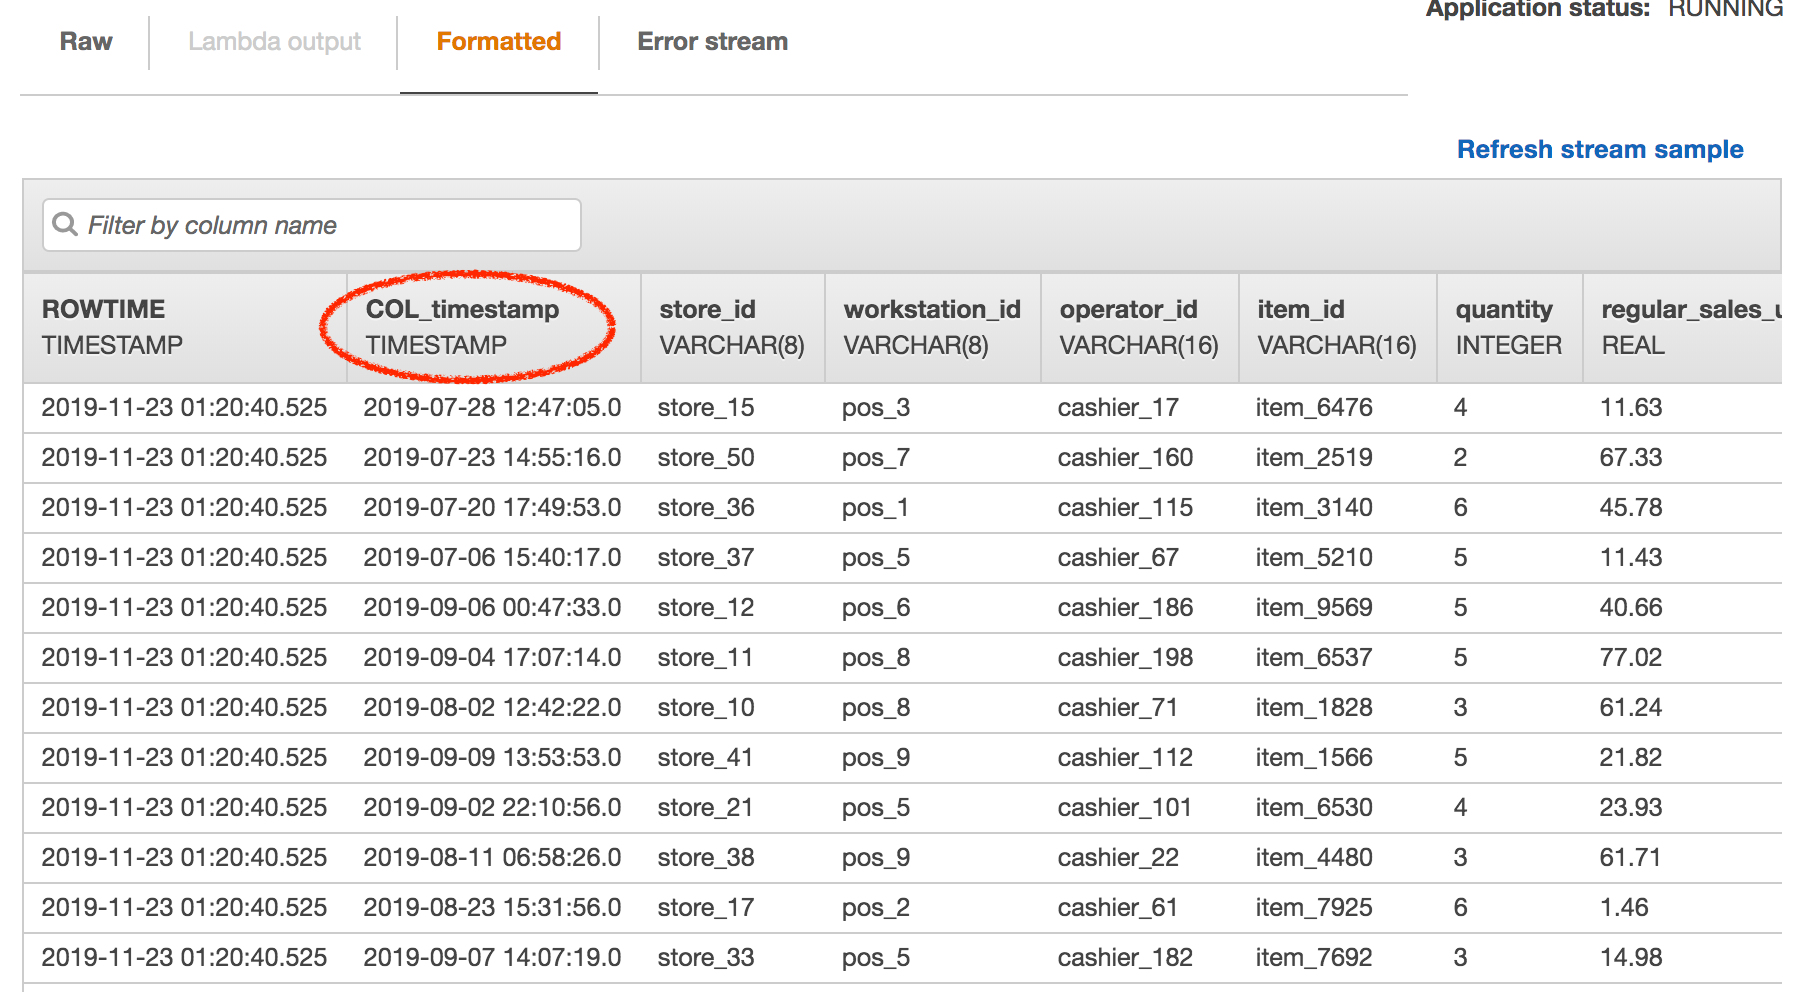 Application status: RUNNING
Raw Lambda output Formatted Error stream
Refresh stream sample
Filter by column name
ROWTIME COL_timestamp store_id workstation_id operator_id item_id quantity regular_sales_u
TIMESTAMP TIMESTAMP VARCHAR(8) VARCHAR(8) VARCHAR(16) VARCHAR(16) INTEGER REAL
2019-11-23 01:20:40.525 2019-07-28 12:47:05.0 store_15 pos_3 cashier_17 item_6476 4 11.63
2019-11-23 01:20:40.525 2019-07-23 14:55:16.0 store_50 pos_7 cashier_160 item_2519 2 67.33
2019-11-23 01:20:40.525 2019-07-20 17:49:53.0 store_36 pos_1 cashier_115 item_3140 6 45.78
2019-11-23 01:20:40.525 2019-07-06 15:40:17.0 store_37 pos_5 cashier_67 item_5210 5 11.43
2019-11-23 01:20:40.525 2019-09-06 00:47:33.0 store_12 pos_6 cashier_186 item_9569 5 40.66
2019-11-23 01:20:40.525 2019-09-04 17:07:14.0 store_11 pos_8 cashier_198 item_6537 5 77.02
2019-11-23 01:20:40.525 2019-08-02 12:42:22.0 store_10 pos_8 cashier_71 item_1828 3 61.24
2019-11-23 01:20:40.525 2019-09-09 13:53:53.0 store_41 pos_9 cashier_112 item_1566 5 21.82
2019-11-23 01:20:40.525 2019-09-02 22:10:56.0 store_21 pos_5 cashier_101 item_6530 4 23.93
2019-11-23 01:20:40.525 2019-08-11 06:58:26.0 store_38 pos_9 cashier_22 item_4480 3 61.71
2019-11-23 01:20:40.525 2019-08-23 15:31:56.0 store_17 pos_2 cashier_61 item_7925 6 1.46
2019-11-23 01:20:40.525 2019-09-07 14:07:19.0 store_33 pos_5 cashier_182 item_7692 3 14.98